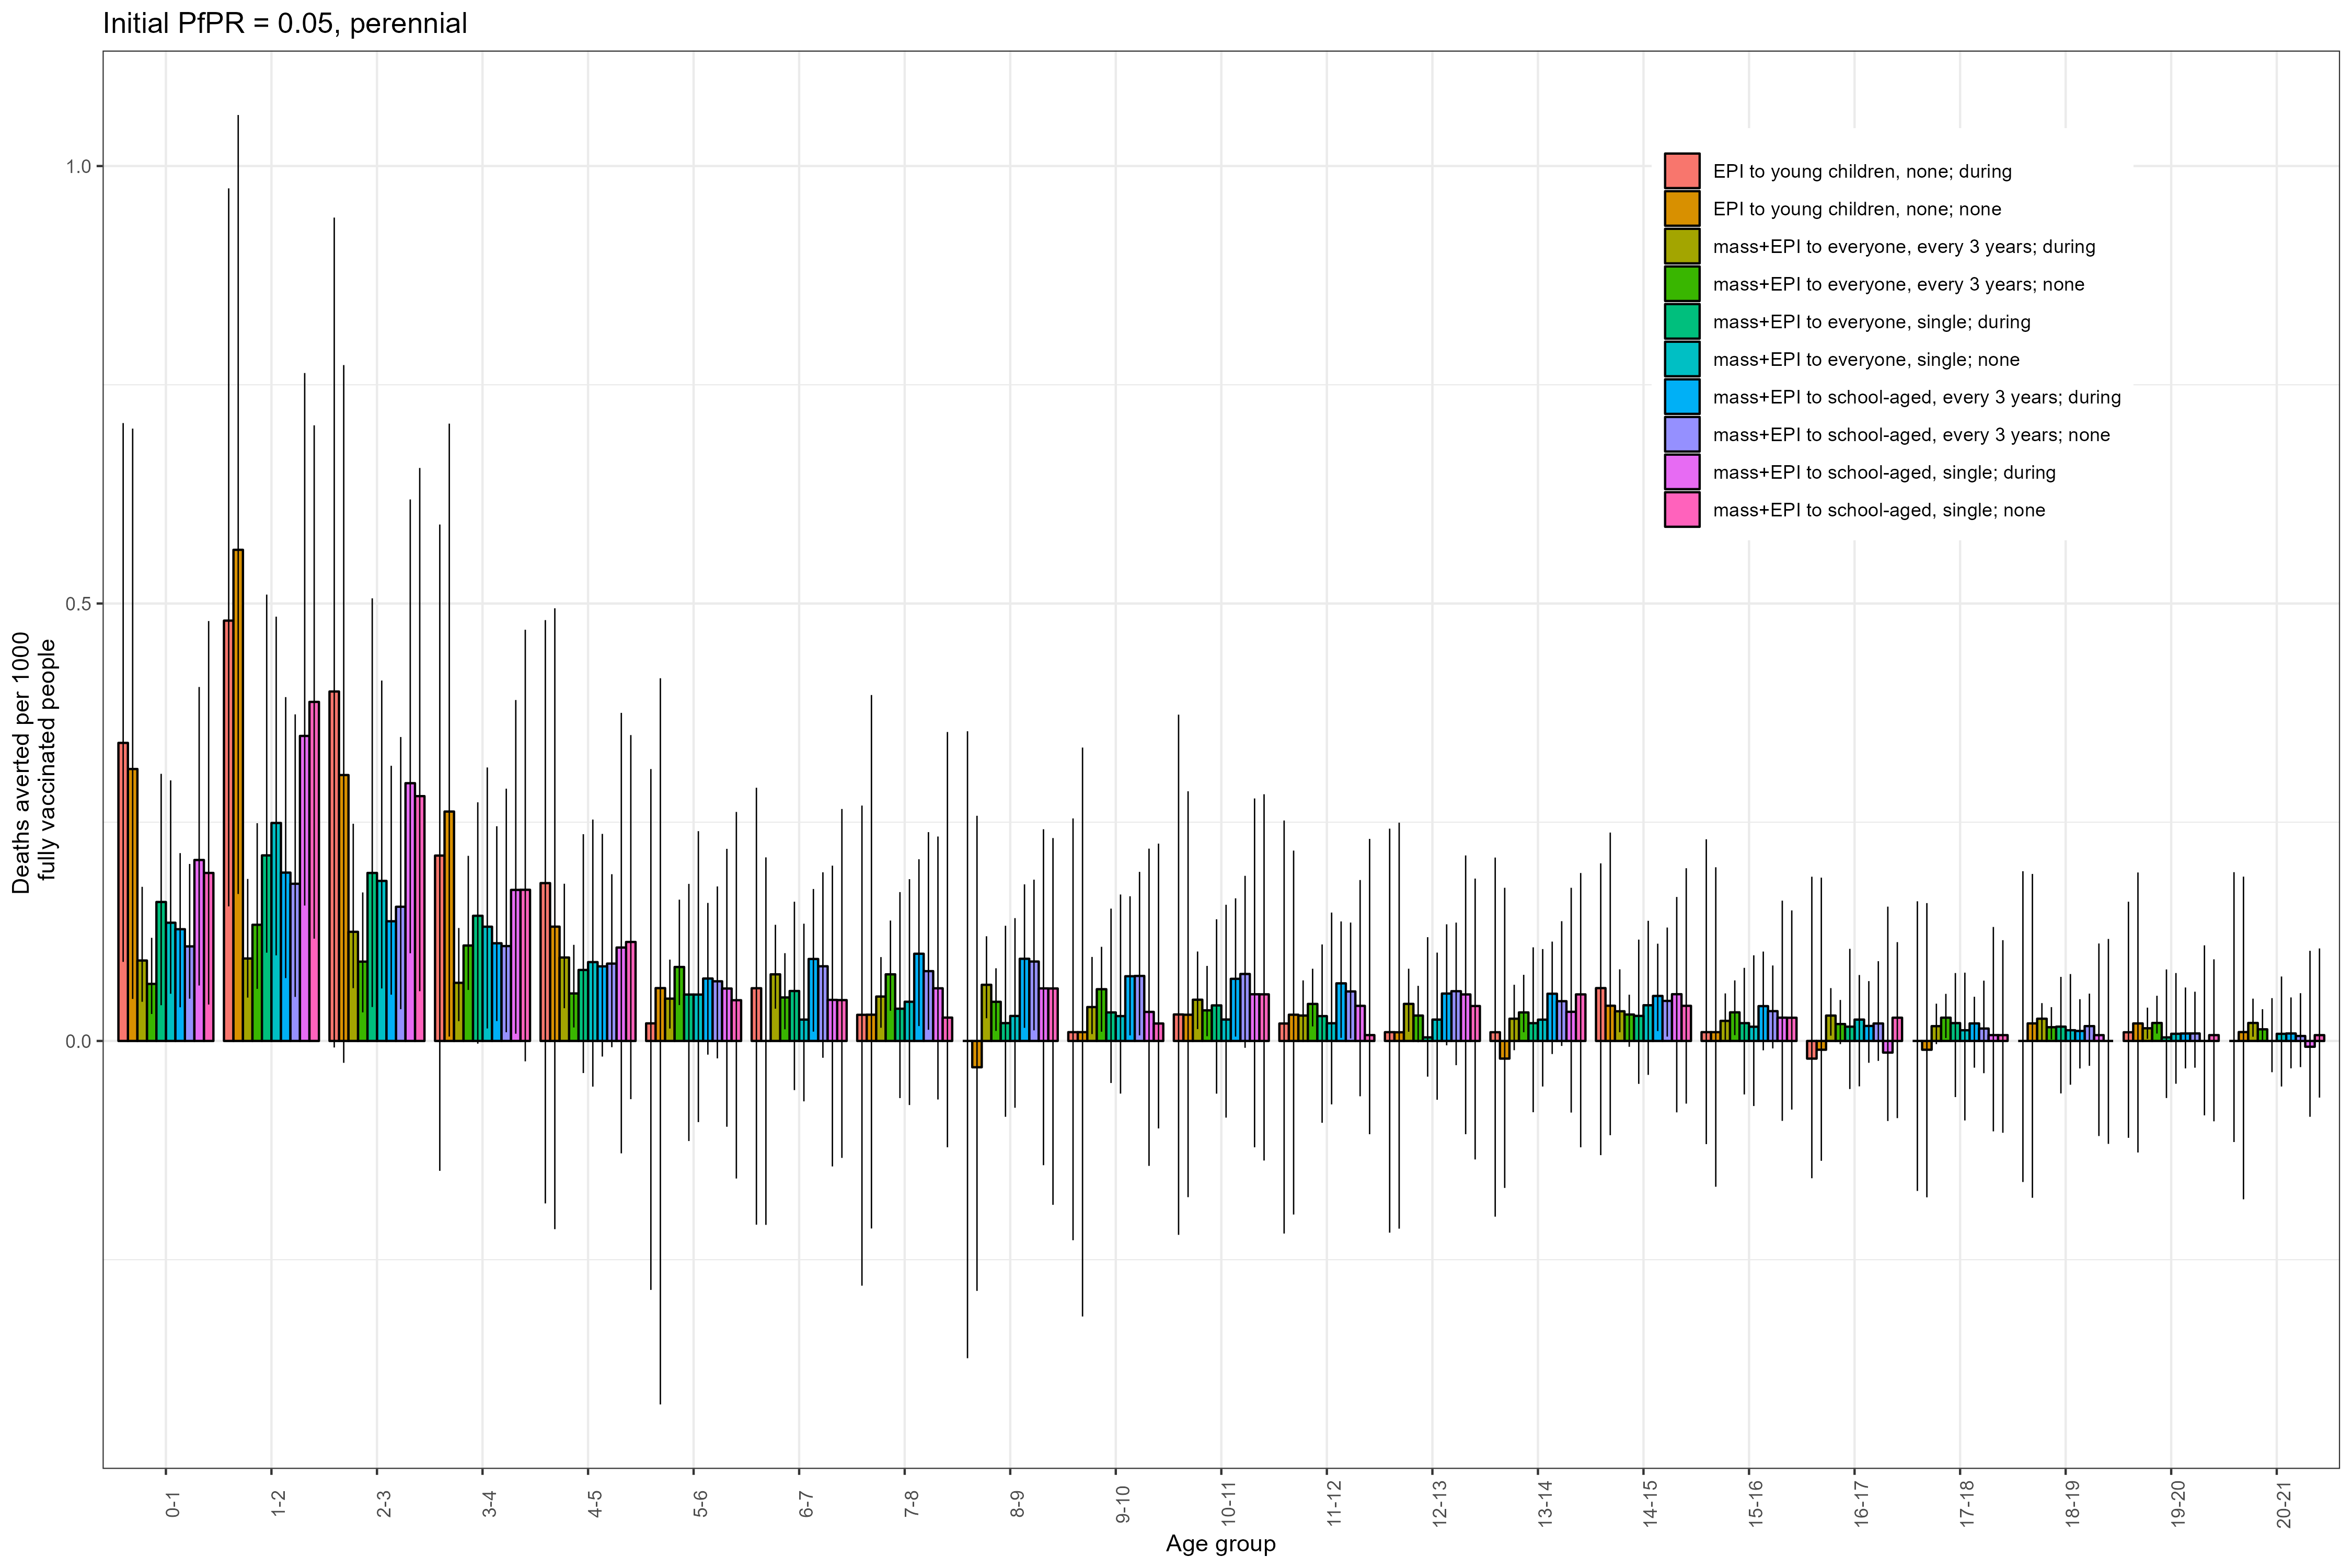 Initial PfPR = 0.05, perennial
Deaths averted per 1000
fully vaccinated people
1.0
0.5
0.0
EPI to young children, none; during
EPI to young children, none; none
mass+EPI to everyone, every 3 years; during
mass+EPI to everyone, every 3 years; none
mass+EPI to everyone, single; during
mass+EPI to everyone, single; none
mass+EPI to school-aged, every 3 years; during
mass+EPI to school-aged, every 3 years; none
mass+EPI to school-aged, single; during
mass+EPI to school-aged, single; none
0-1
1-2
2-3
3-4
4-5
5-6
6-7
7-8
8-9
9-10
10-11
11-12
12-13
13-14
14-15
15-16
16-17
17-18
18-19
19-20
20-21
Age group